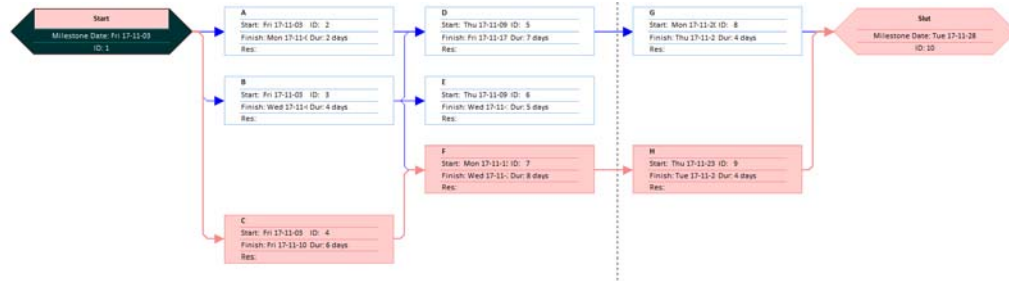 Start
Milestone Date: Fri 17-11-03
ID: 1
A
Start: Fri 17-11-03 ID: 2
Finish: Mon 17-11-( Dur: 2 days
Res:
B
Start: Fri 17-11-03 ID: 3
Finish: Wed 17-11-( Dur: 4 days
Res:
C
Start: Fri 17-11-03 ID: 4
Finish: Fri 17-11-10 Dur: 6 days
Res:
D
Start: Thu 17-11-09 ID: 5
Finish: Fri 17-11-17 Dur: 7 days
Res:
E
Start: Thu 17-11-09 ID: 6
Finish: Wed 17-11- Dur: 5 days
Res:
F
Start: Mon 17-11-1 ID: 7
Finish: Wed 17-11- Dur: 8 days
Res:
G
Start: Mon 17-11-2( ID: 8
Finish: Thu 17-11-2 Dur: 4 days
Res:
H
Start: Thu 17-11-23 ID: 9
Finish: Tue 17-11-2 Dur: 4 days
Res:
Slut
Milestone Date: Tue 17-11-28
ID: 10